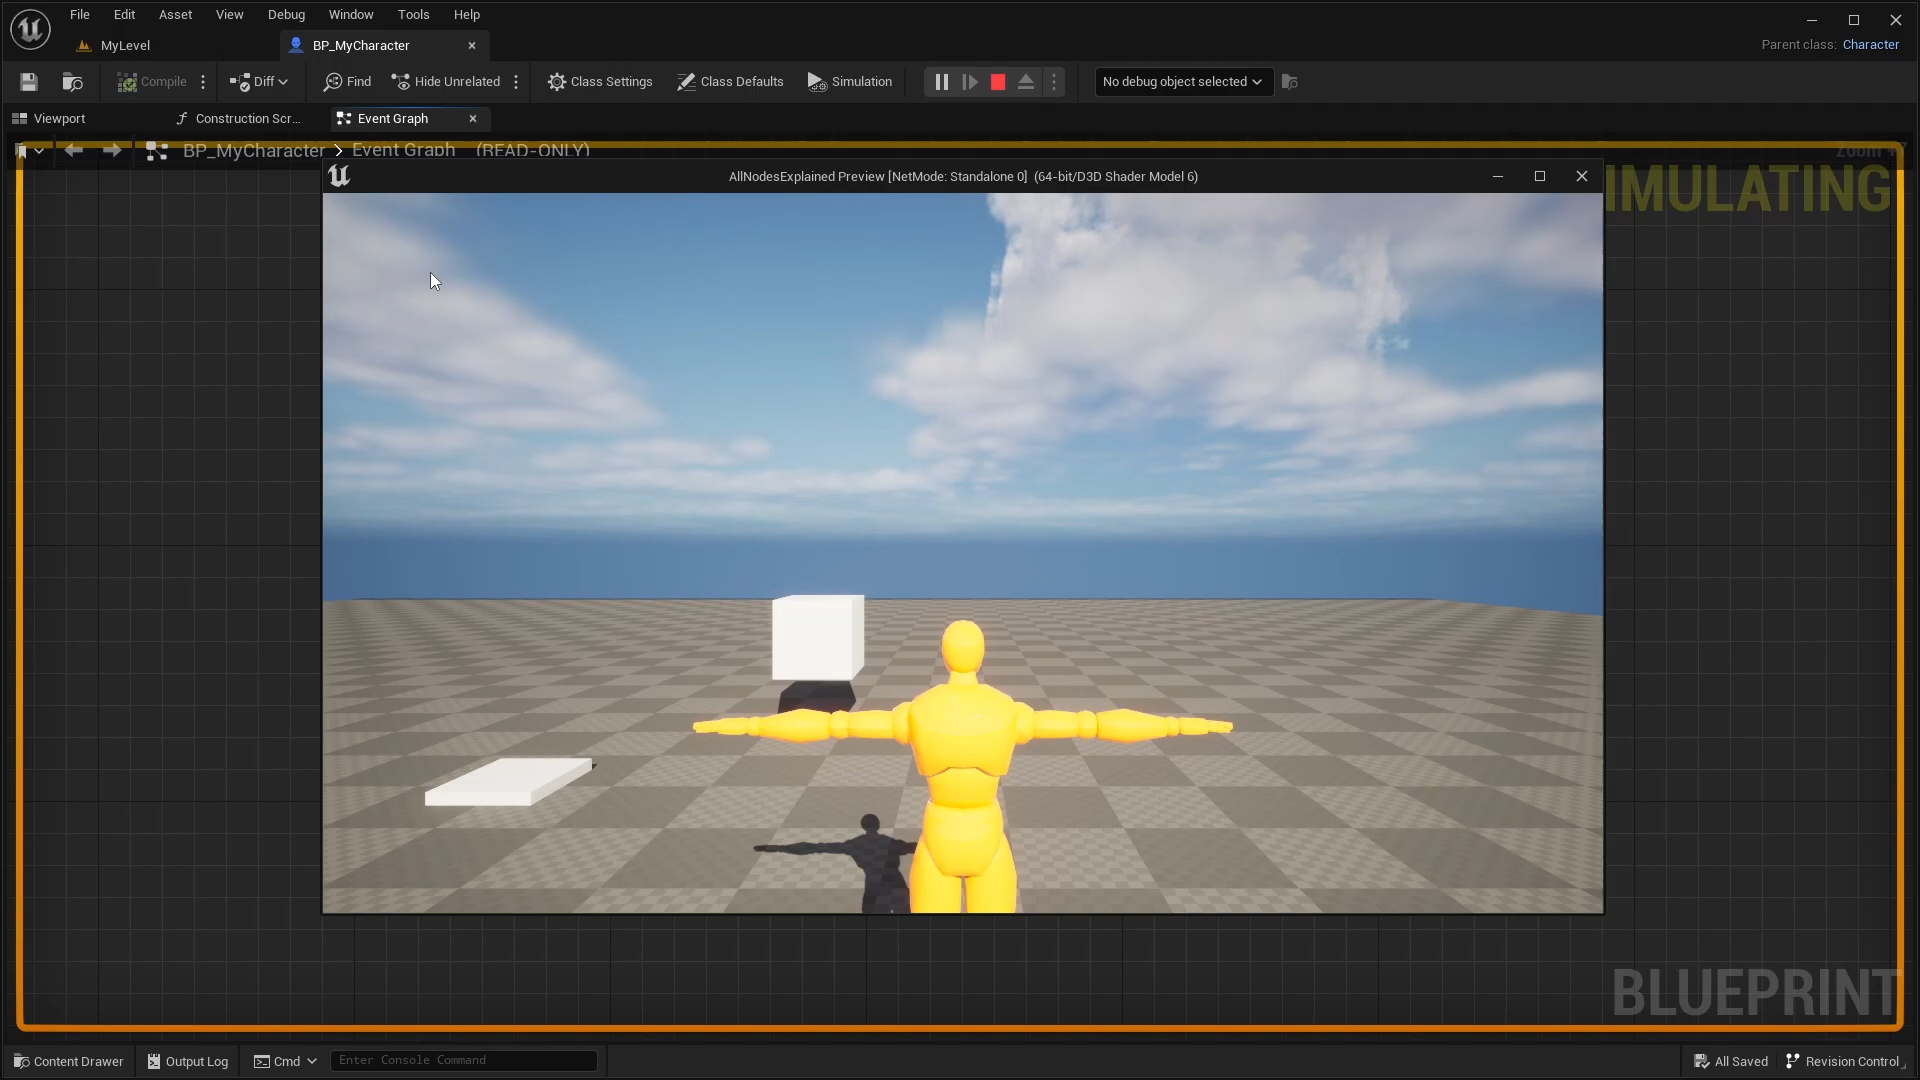 File Edit Asset View Debug Window Tools Help
MyLevel BP_MyCharacter Parent class: Character
Compile Diff Find Hide Unrelated Class Settings Class Defaults Simulation No debug object selected
Viewport Construction Scr... Event Graph
BP_MyCharacter > Event Graph (READ-ONLY) Zoom
AllNodesExplained Preview [NetMode: Standalone 0] (64-bit/D3D Shader Model 6)
IMULATING
BLUEPRINT
Content Drawer Output Log Cmd Enter Console Command All Saved Revision Control